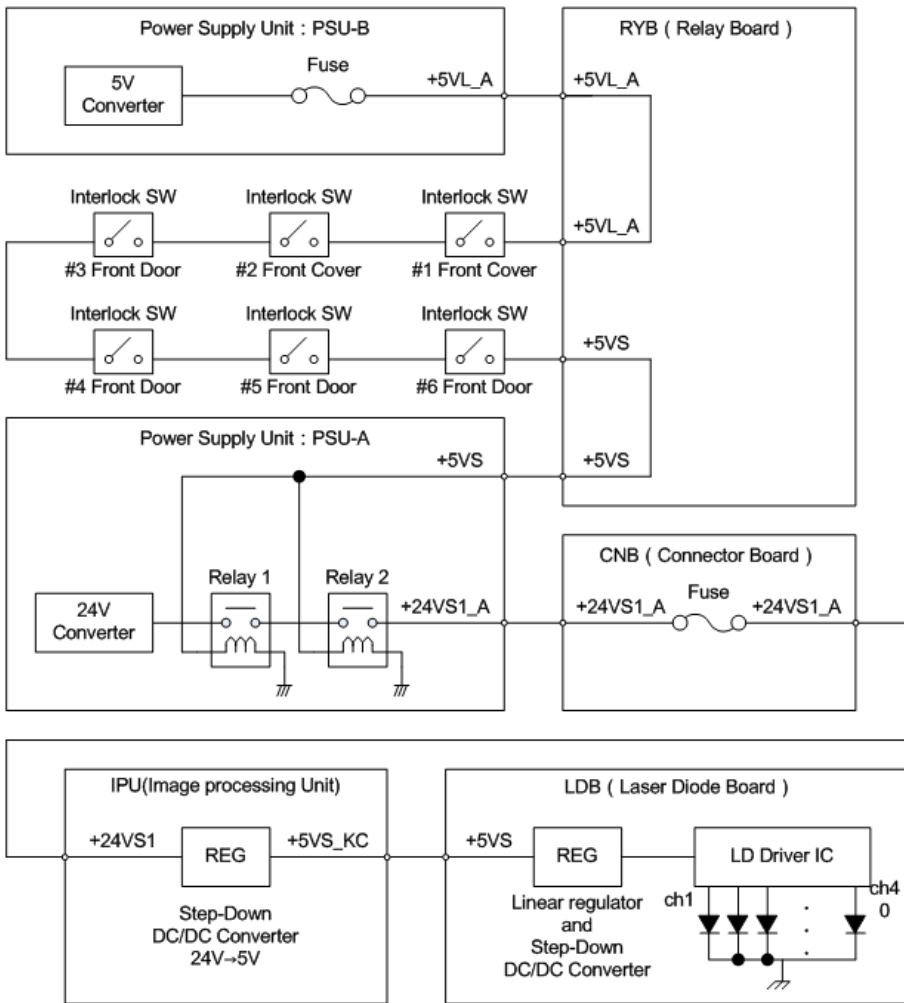 Power Supply Unit : PSU-B
RYB ( Relay Board )
5V
Converter
Fuse
+5VL_A
+5VL_A
Interlock SW
Interlock SW
Interlock SW
+5VL_A
#3 Front Door
#2 Front Cover
#1 Front Cover
Interlock SW
Interlock SW
Interlock SW
+5VS
#4 Front Door
#5 Front Door
#6 Front Door
Power Supply Unit : PSU-A
+5VS
+5VS
CNB ( Connector Board )
Relay 1
Relay 2
24V
Converter
+24VS1_A
+24VS1_A
Fuse
+24VS1_A
IPU(Image processing Unit)
LDB ( Laser Diode Board )
+24VS1
REG
+5VS_KC
+5VS
REG
LD Driver IC
Step-Down
DC/DC Converter
24V→5V
Linear regulator
and
Step-Down
DC/DC Converter
ch1
ch4
0